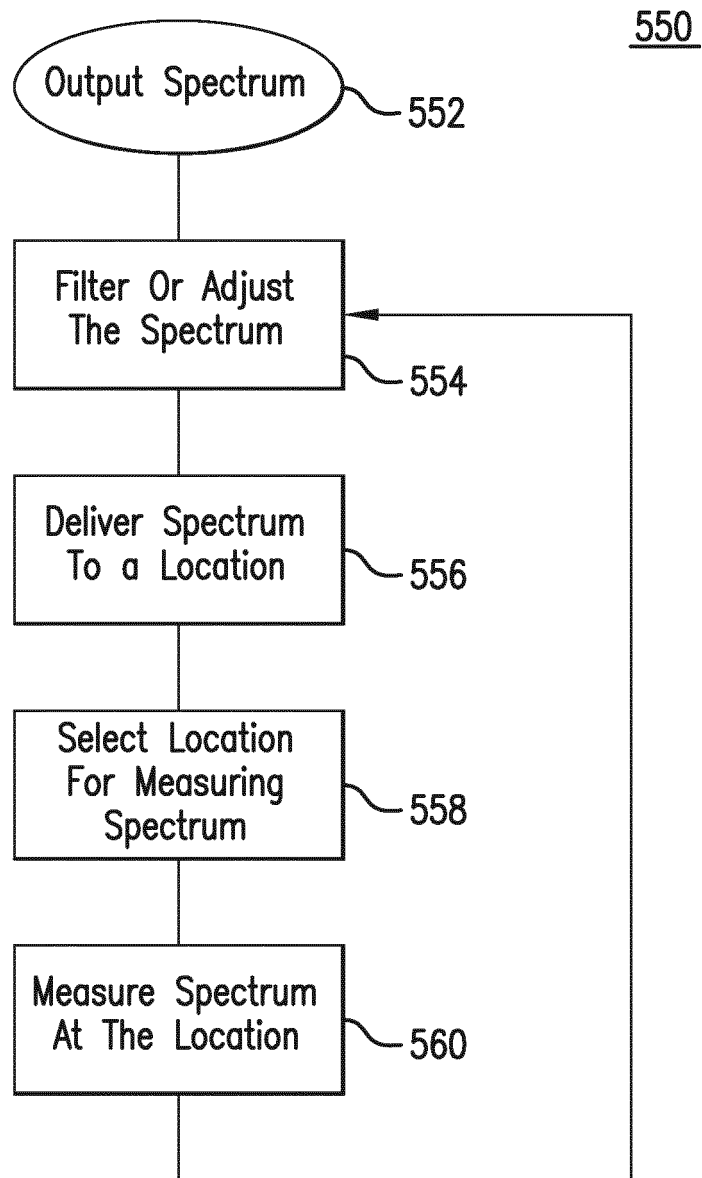 550
Output Spectrum
552
Filter Or Adjust
The Spectrum
554
Deliver Spectrum
To a Location
556
Select Location
For Measuring
Spectrum
558
Measure Spectrum
At The Location
560